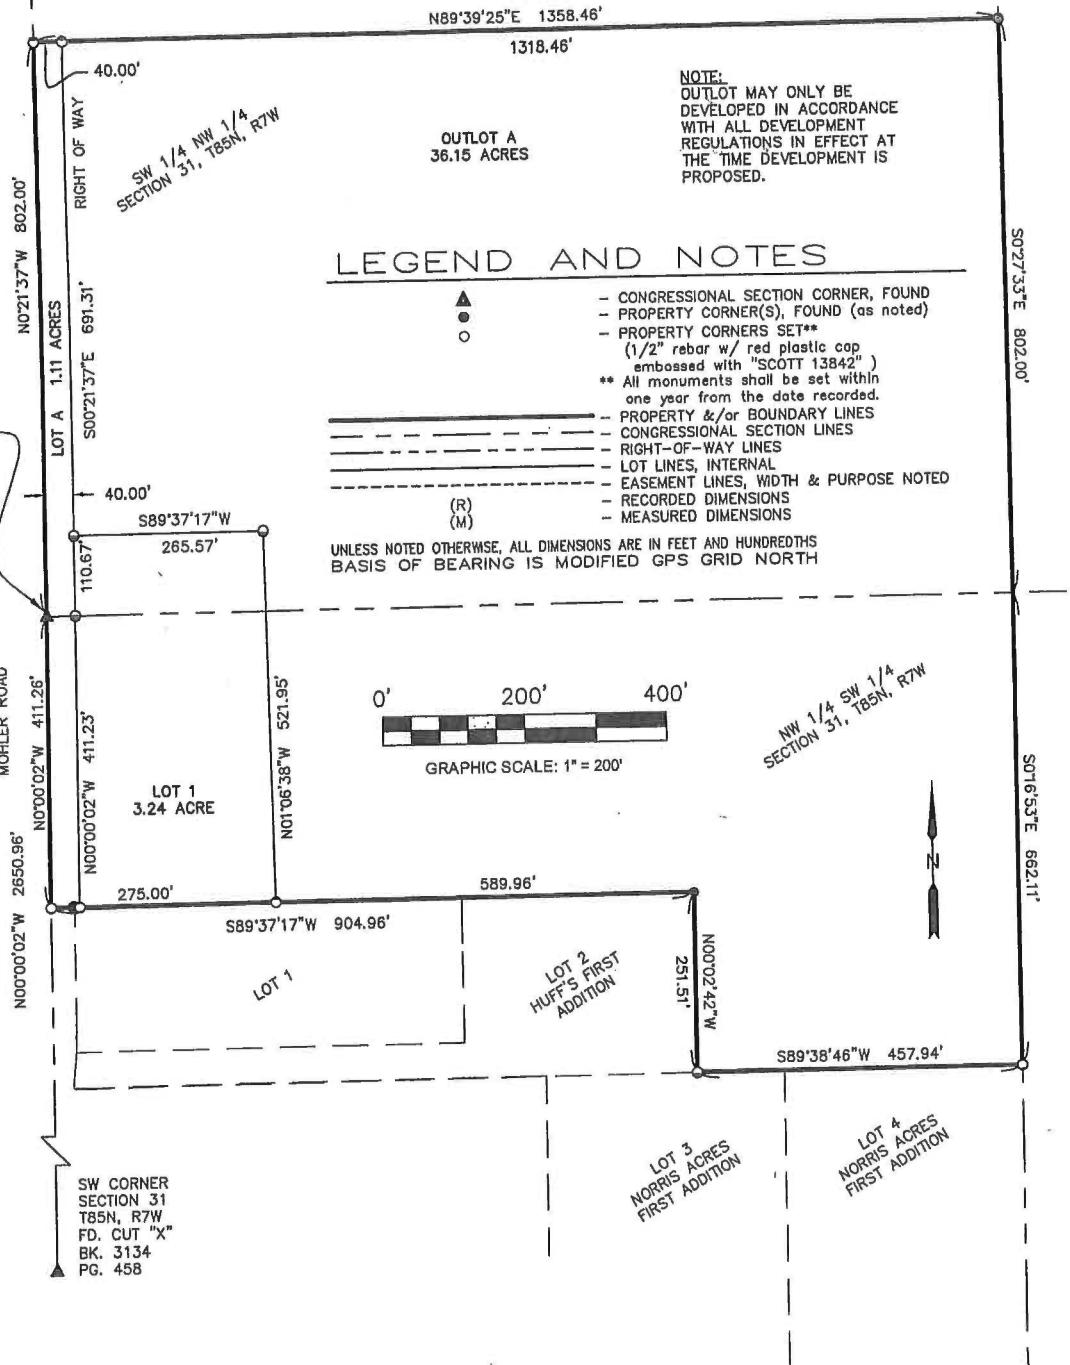 N89°39'25"E 1358.46'
1318.46'
40.00'
RIGHT OF WAY
SW 1/4 NW 1/4
SECTION 31, T85N, R7W
OUTLOT A
36.15 ACRES
NOTE:
OUTLOT MAY ONLY BE
DEVELOPED IN ACCORDANCE
WITH ALL DEVELOPMENT
REGULATIONS IN EFFECT AT
THE TIME DEVELOPMENT IS
PROPOSED.
N0°21'37"W 802.00'
LOT A 1.11 ACRES
S00°21'37"E 691.31'
S0°27'33"E 802.00'
LEGEND AND NOTES
- CONGRESSIONAL SECTION CORNER, FOUND
- PROPERTY CORNER(S), FOUND (as noted)
- PROPERTY CORNERS SET**
(1/2" rebar w/ red plastic cap
embossed with "SCOTT 13842" )
** All monuments shall be set within
one year from the date recorded.
- PROPERTY &/or BOUNDARY LINES
- CONGRESSIONAL SECTION LINES
- RIGHT-OF-WAY LINES
- LOT LINES, INTERNAL
- EASEMENT LINES, WIDTH & PURPOSE NOTED
(R) - RECORDED DIMENSIONS
(M) - MEASURED DIMENSIONS
UNLESS NOTED OTHERWISE, ALL DIMENSIONS ARE IN FEET AND HUNDREDTHS
BASIS OF BEARING IS MODIFIED GPS GRID NORTH
40.00'
S89°37'17"W
265.57'
110.67'
MOHLER ROAD
N0°00'02"W 411.26'
N00°00'02"W 411.23'
N01°06'38"W 521.95'
0' 200' 400'
GRAPHIC SCALE: 1" = 200'
NW 1/4 SW 1/4
SECTION 31, T85N, R7W
LOT 1
3.24 ACRE
N
S0°16'53"E 662.11'
N00°00'02"W 2650.96'
275.00'
589.96'
S89°37'17"W 904.96'
LOT 1
LOT 2
HUFF'S FIRST
ADDITION
N00°02'42"W
251.51'
S89°38'46"W 457.94'
LOT 3
NORRIS ACRES
FIRST ADDITION
LOT 4
NORRIS ACRES
FIRST ADDITION
SW CORNER
SECTION 31
T85N, R7W
FD. CUT "X"
BK. 3134
PG. 458